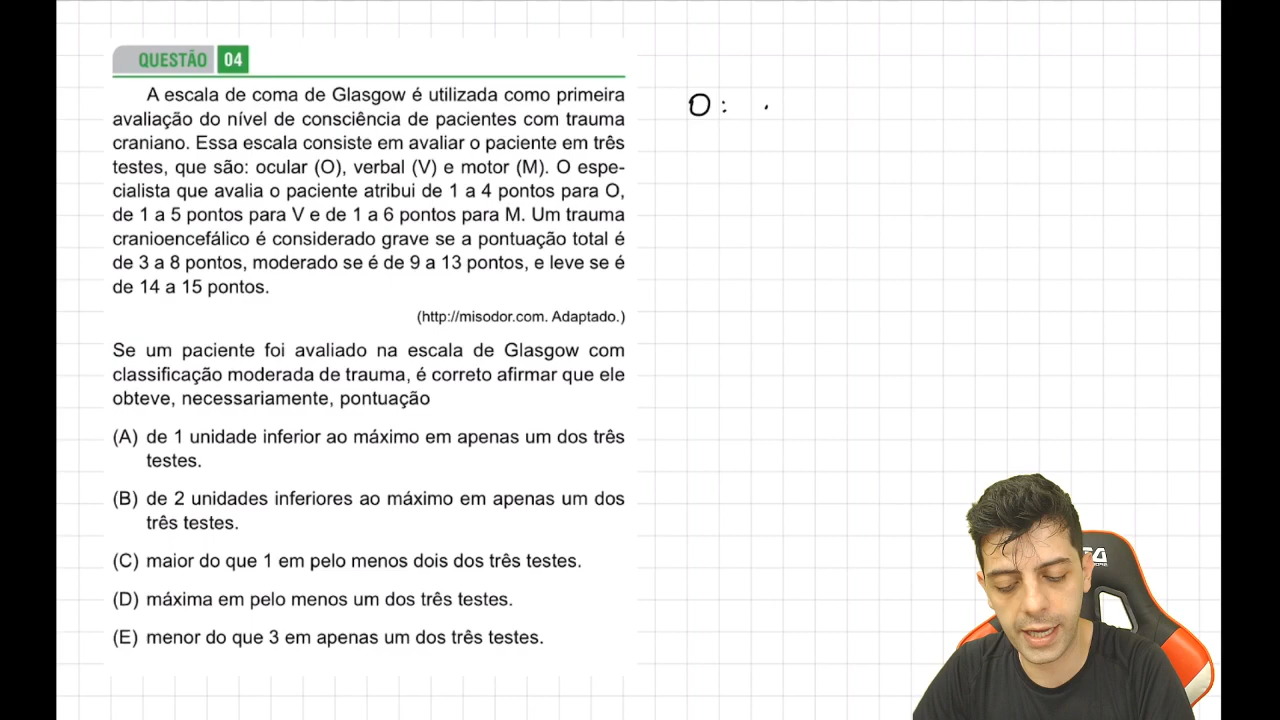 QUESTÃO 04
A escala de coma de Glasgow é utilizada como primeira
avaliação do nível de consciência de pacientes com trauma
craniano. Essa escala consiste em avaliar o paciente em três
testes, que são: ocular (O), verbal (V) e motor (M). O espe-
cialista que avalia o paciente atribui de 1 a 4 pontos para O,
de 1 a 5 pontos para V e de 1 a 6 pontos para M. Um trauma
cranioencefálico é considerado grave se a pontuação total é
de 3 a 8 pontos, moderado se é de 9 a 13 pontos, e leve se é
de 14 a 15 pontos.
(http://misodor.com. Adaptado.)
Se um paciente foi avaliado na escala de Glasgow com
classificação moderada de trauma, é correto afirmar que ele
obteve, necessariamente, pontuação
(A) de 1 unidade inferior ao máximo em apenas um dos três
testes.
(B) de 2 unidades inferiores ao máximo em apenas um dos
três testes.
(C) maior do que 1 em pelo menos dois dos três testes.
(D) máxima em pelo menos um dos três testes.
(E) menor do que 3 em apenas um dos três testes.
O :